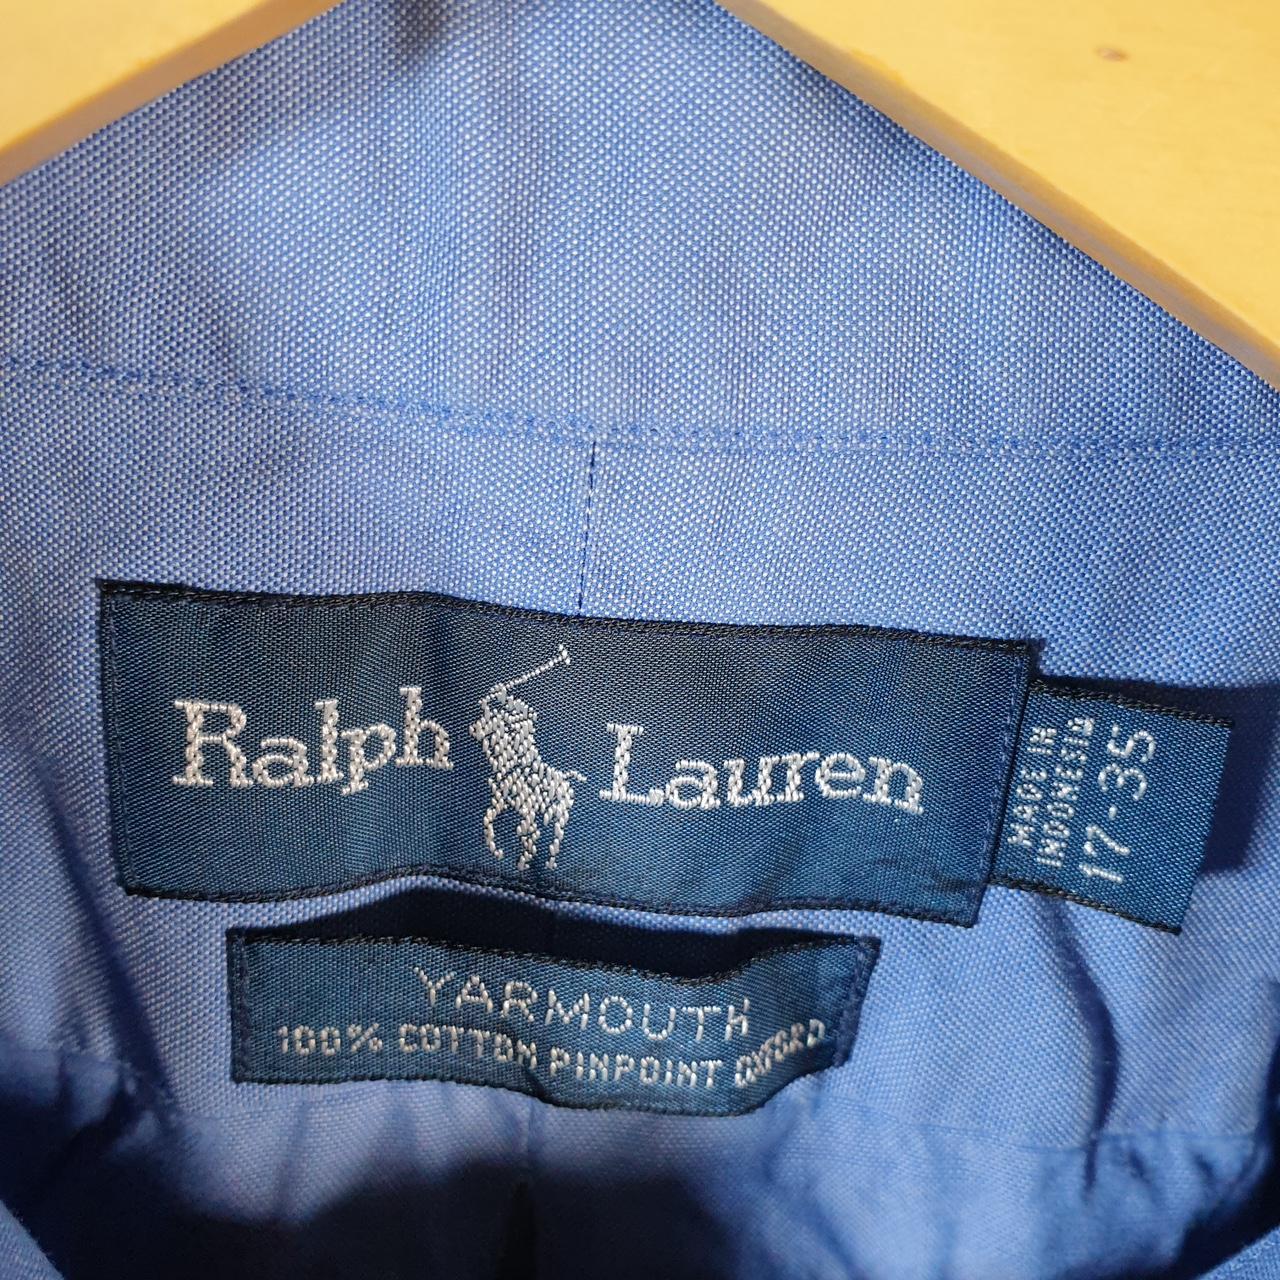 Ralph Lauren
MADE IN
INDONESIA
17-35
YARMOUTH
100% COTTON PINPOINT OXFORD